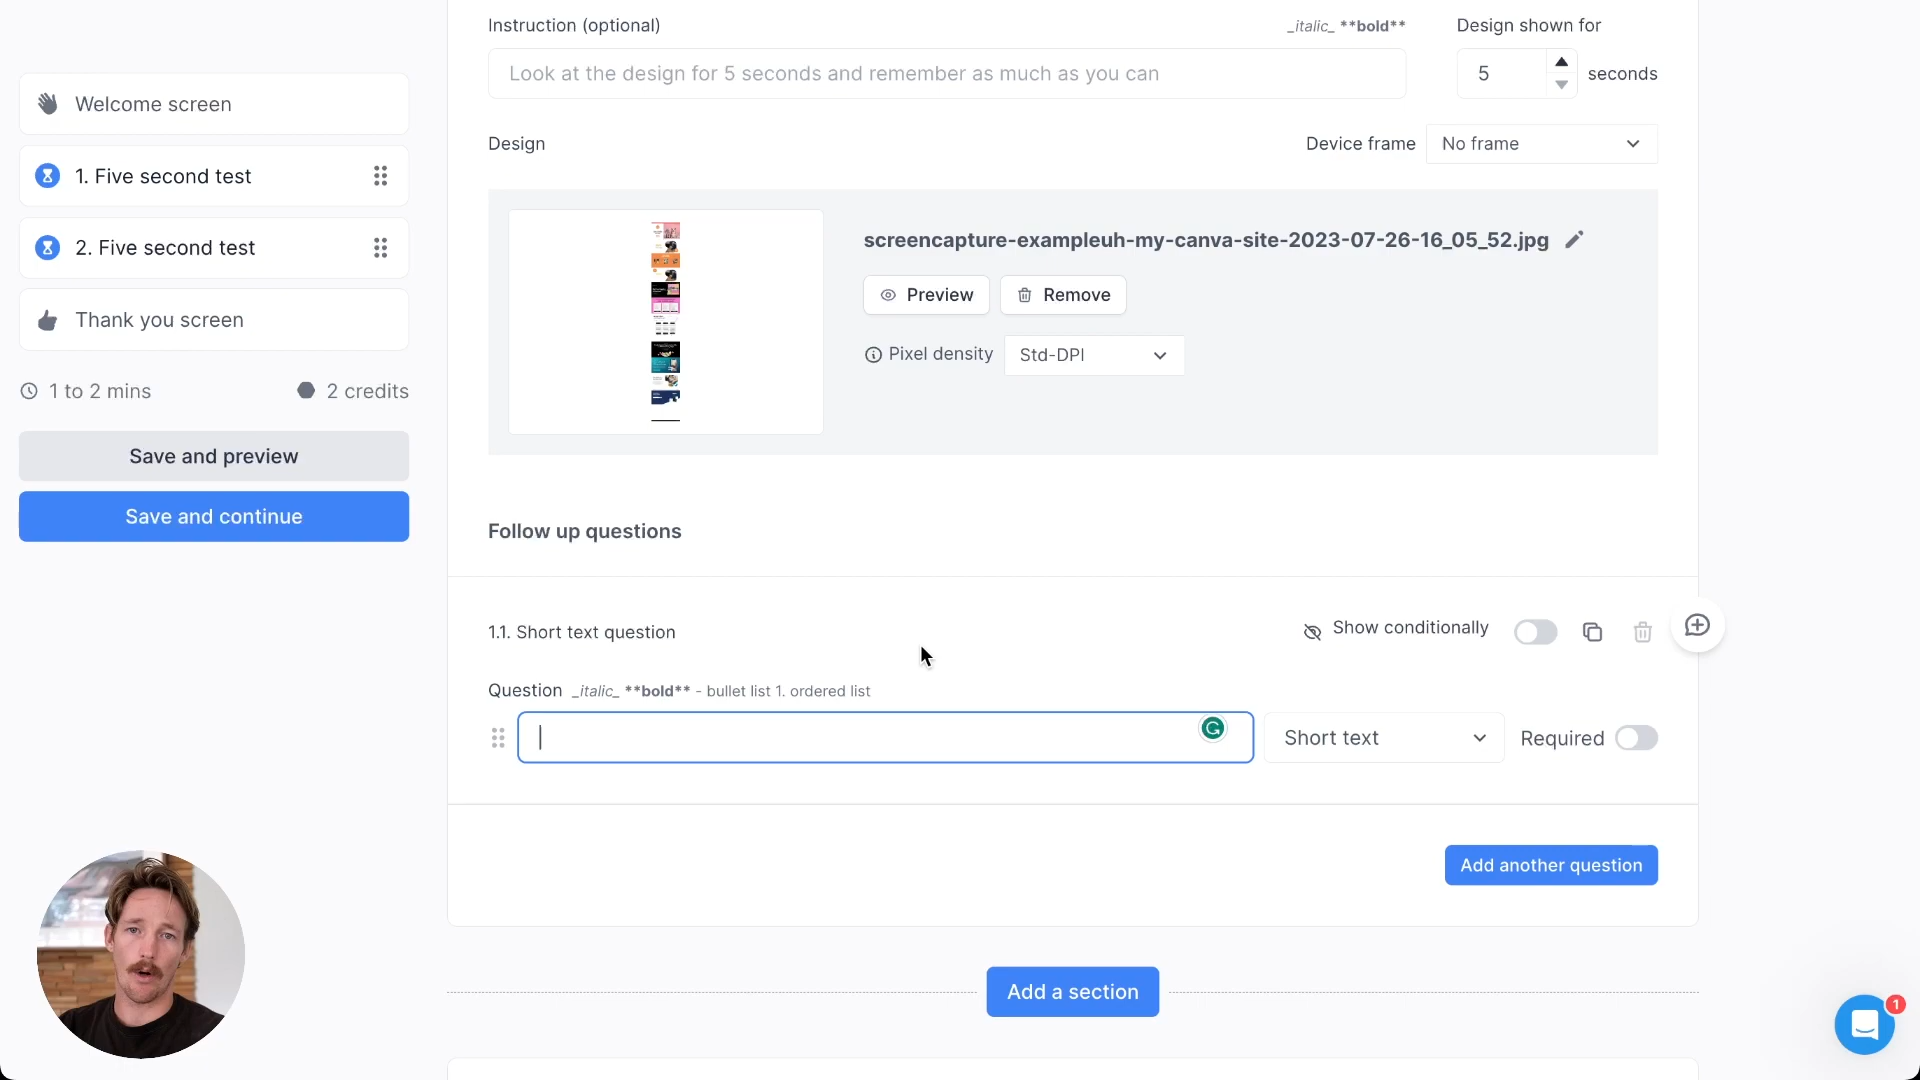 Instruction (optional)
_italic_ **bold**
Design shown for
Look at the design for 5 seconds and remember as much as you can
5
seconds
Welcome screen
1. Five second test
2. Five second test
Thank you screen
1 to 2 mins
2 credits
Save and preview
Save and continue
Design
Device frame
No frame
screencapture-exampleuh-my-canva-site-2023-07-26-16_05_52.jpg
Preview
Remove
Pixel density
Std-DPI
Follow up questions
1.1. Short text question
Show conditionally
Question _italic_ **bold** - bullet list 1. ordered list
Short text
Required
Add another question
Add a section
1